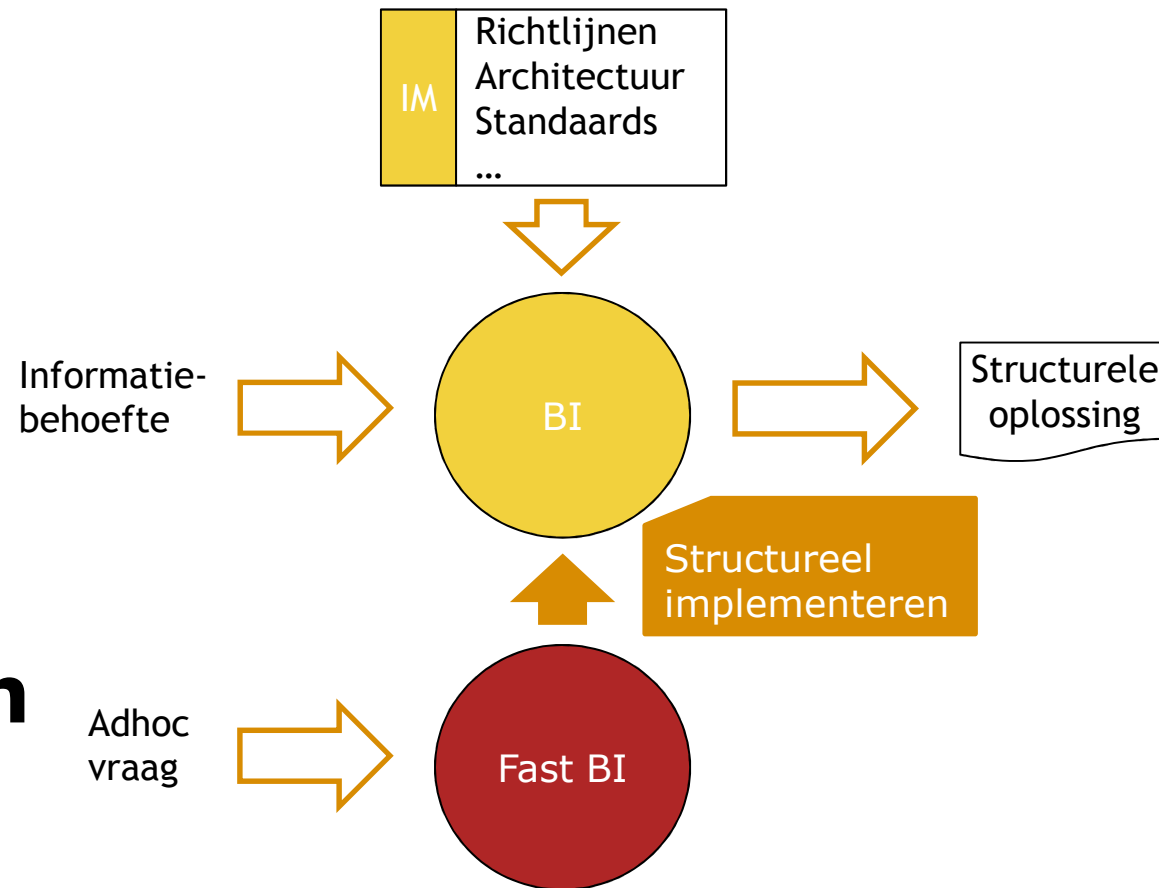 IM
Richtlijnen
Architectuur
Standaards
...
Informatie-
behoefte
BI
Structurele
oplossing
Structureel
implementeren
n
Adhoc
vraag
Fast BI